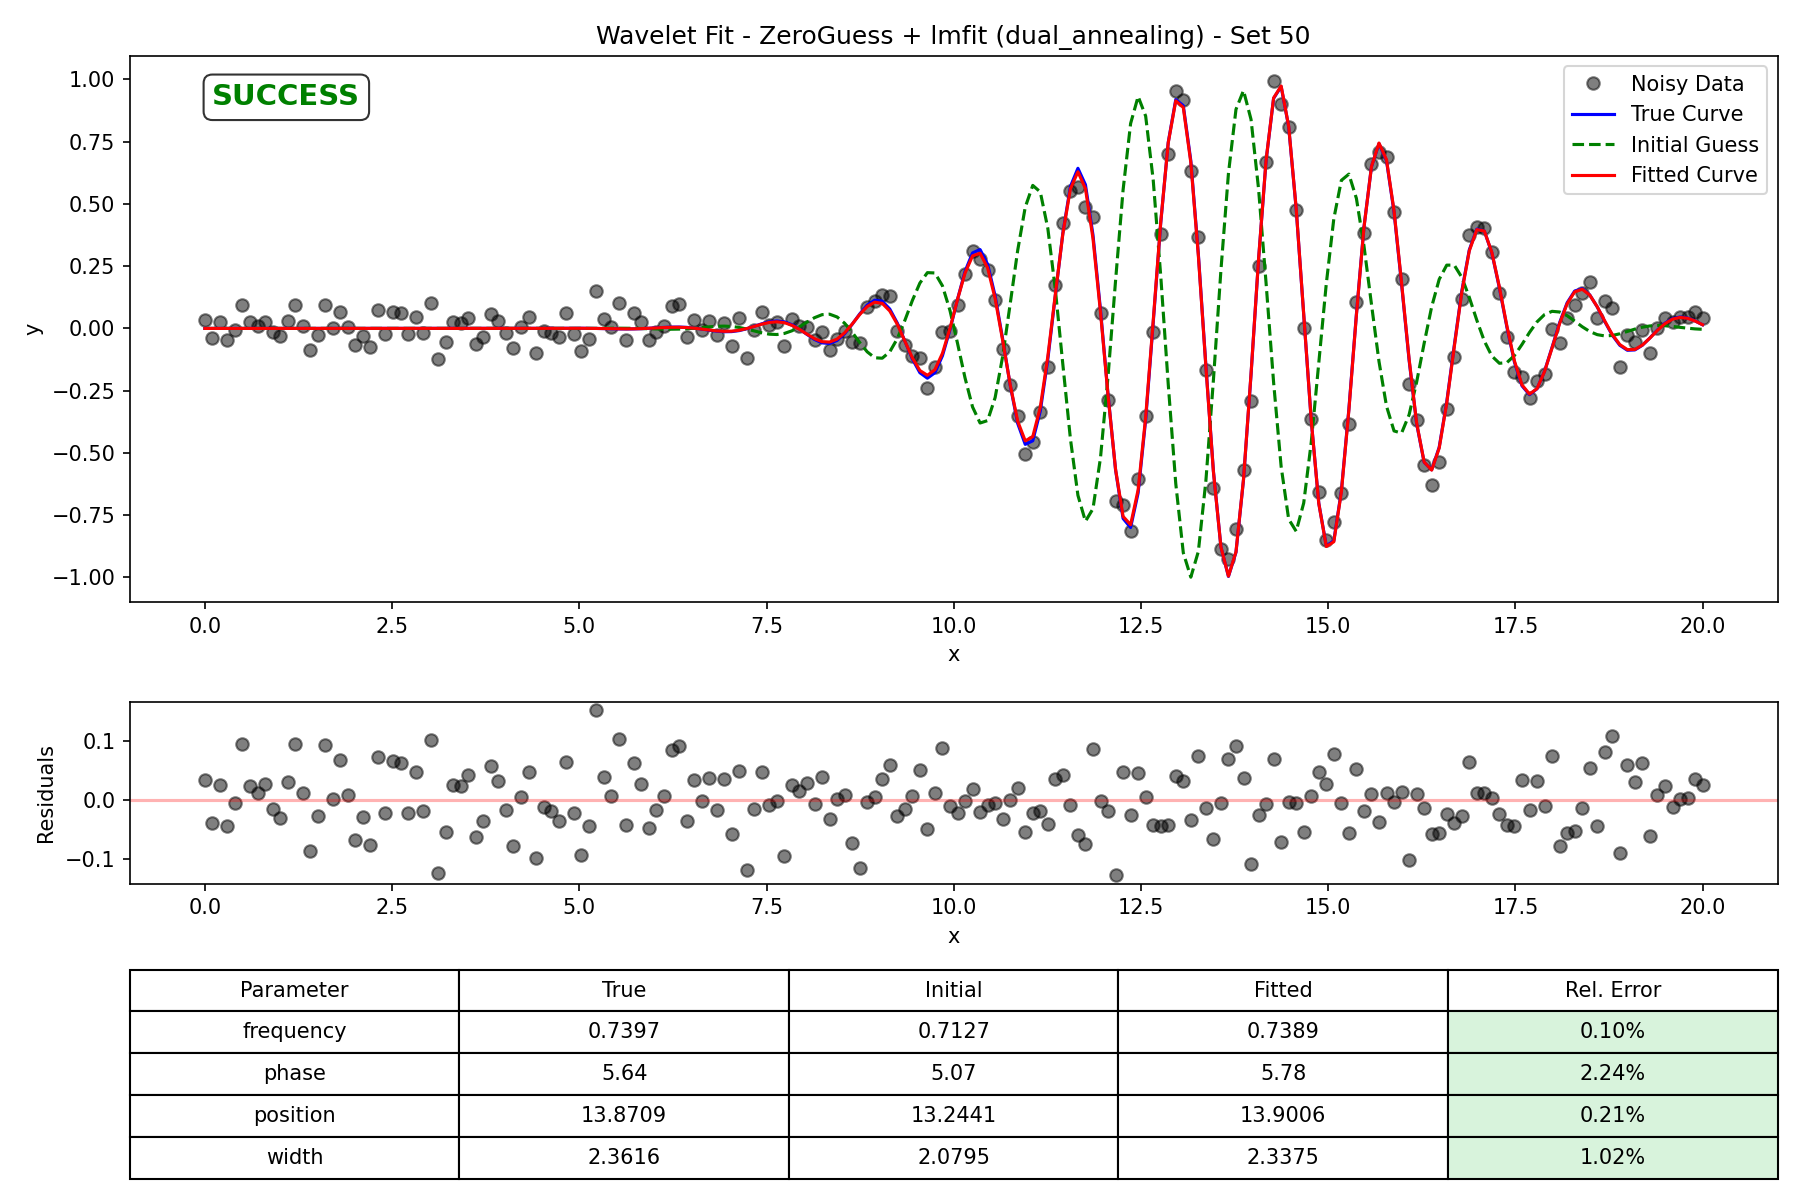 Wavelet Fit - ZeroGuess + lmfit (dual_annealing) - Set 50
SUCCESS
Noisy Data
True Curve
Initial Guess
Fitted Curve
y
1.00
0.75
0.50
0.25
0.00
−0.25
−0.50
−0.75
−1.00
0.0 2.5 5.0 7.5 10.0 12.5 15.0 17.5 20.0
x
Residuals
0.1
0.0
−0.1
0.0 2.5 5.0 7.5 10.0 12.5 15.0 17.5 20.0
x
Parameter True Initial Fitted Rel. Error
frequency 0.7397 0.7127 0.7389 0.10%
phase 5.64 5.07 5.78 2.24%
position 13.8709 13.2441 13.9006 0.21%
width 2.3616 2.0795 2.3375 1.02%